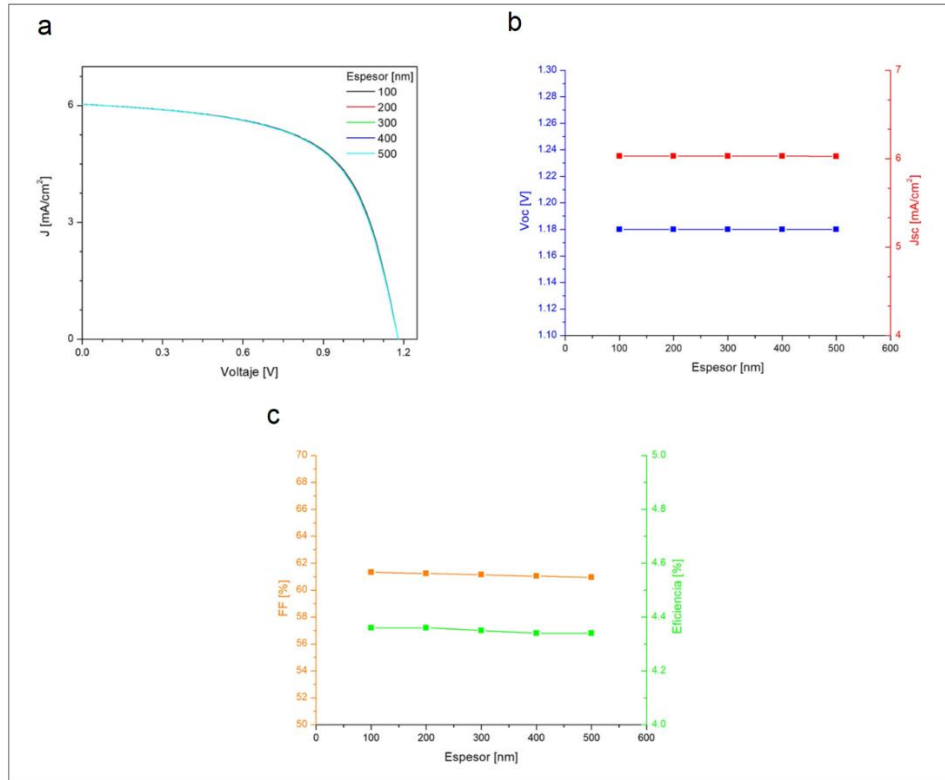 a
Espesor [nm]
100
200
300
400
500
6
3
0
0.0 0.3 0.6 0.9 1.2
J [mA/cm²]
Voltaje [V]
b
1.30
1.28
1.26
1.24
1.22
1.20
1.18
1.16
1.14
1.12
1.10
Voc [V]
0 100 200 300 400 500 600
Espesor [nm]
7
6
5
4
Jsc [mA/cm²]
c
70
68
66
64
62
60
58
56
54
52
50
FF [%]
0 100 200 300 400 500 600
Espesor [nm]
5.0
4.8
4.6
4.4
4.2
4.0
Eficiencia [%]